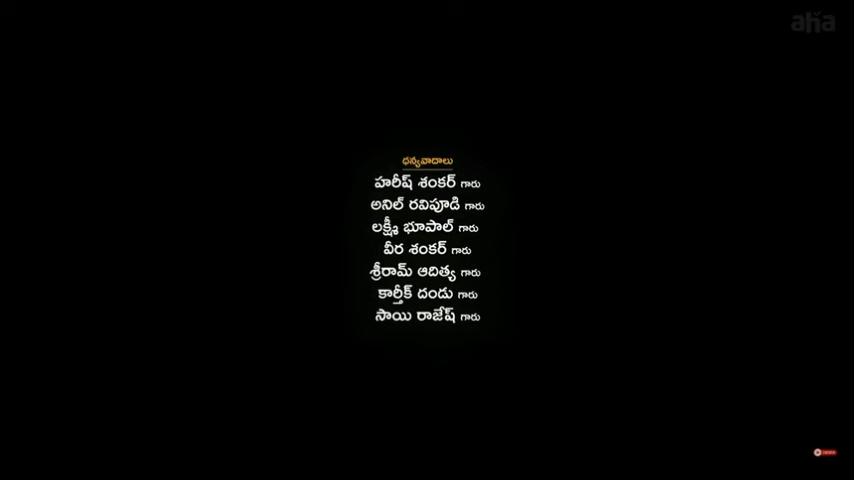 aha
ధన్యవాదాలు
హరీష్ శంకర్ గారు
అనిల్ రవిపూడి గారు
లక్ష్మీ భూపాల్ గారు
వీర శంకర్ గారు
శ్రీరామ్ ఆదిత్య గారు
కార్తీక్ దండు గారు
సాయి రాజేష్ గారు